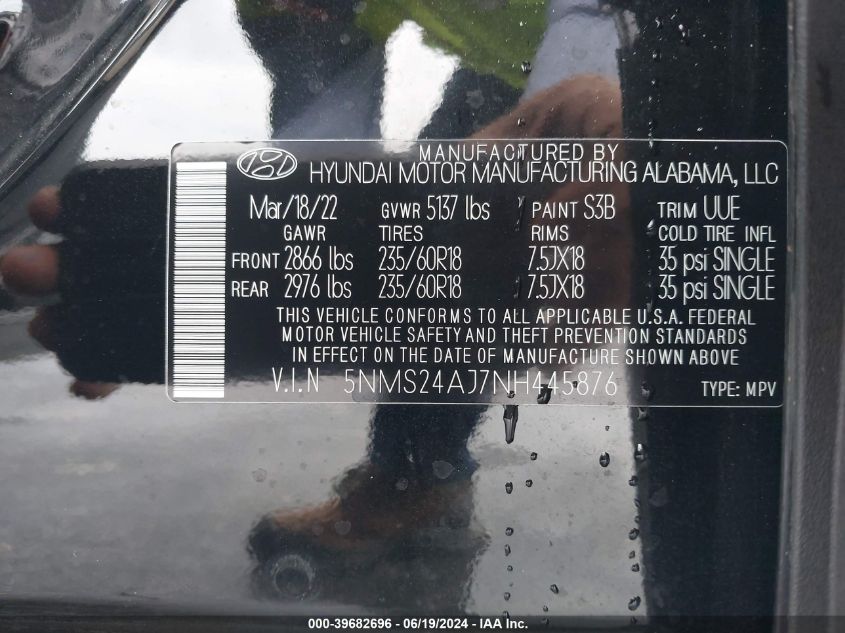 MANUFACTURED BY
HYUNDAI MOTOR MANUFACTURING ALABAMA, LLC
Mar/18/22 GVWR 5137 lbs PAINT S3B TRIM UUE
GAWR TIRES RIMS COLD TIRE INFL
FRONT 2866 lbs 235/60R18 7.5JX18 35 psi SINGLE
REAR 2976 lbs 235/60R18 7.5JX18 35 psi SINGLE
THIS VEHICLE CONFORMS TO ALL APPLICABLE U.S.A. FEDERAL
MOTOR VEHICLE SAFETY AND THEFT PREVENTION STANDARDS
IN EFFECT ON THE DATE OF MANUFACTURE SHOWN ABOVE
V.I.N 5NMS24AJ7NH445876 TYPE: MPV
000-39682696 - 06/19/2024 - IAA Inc.